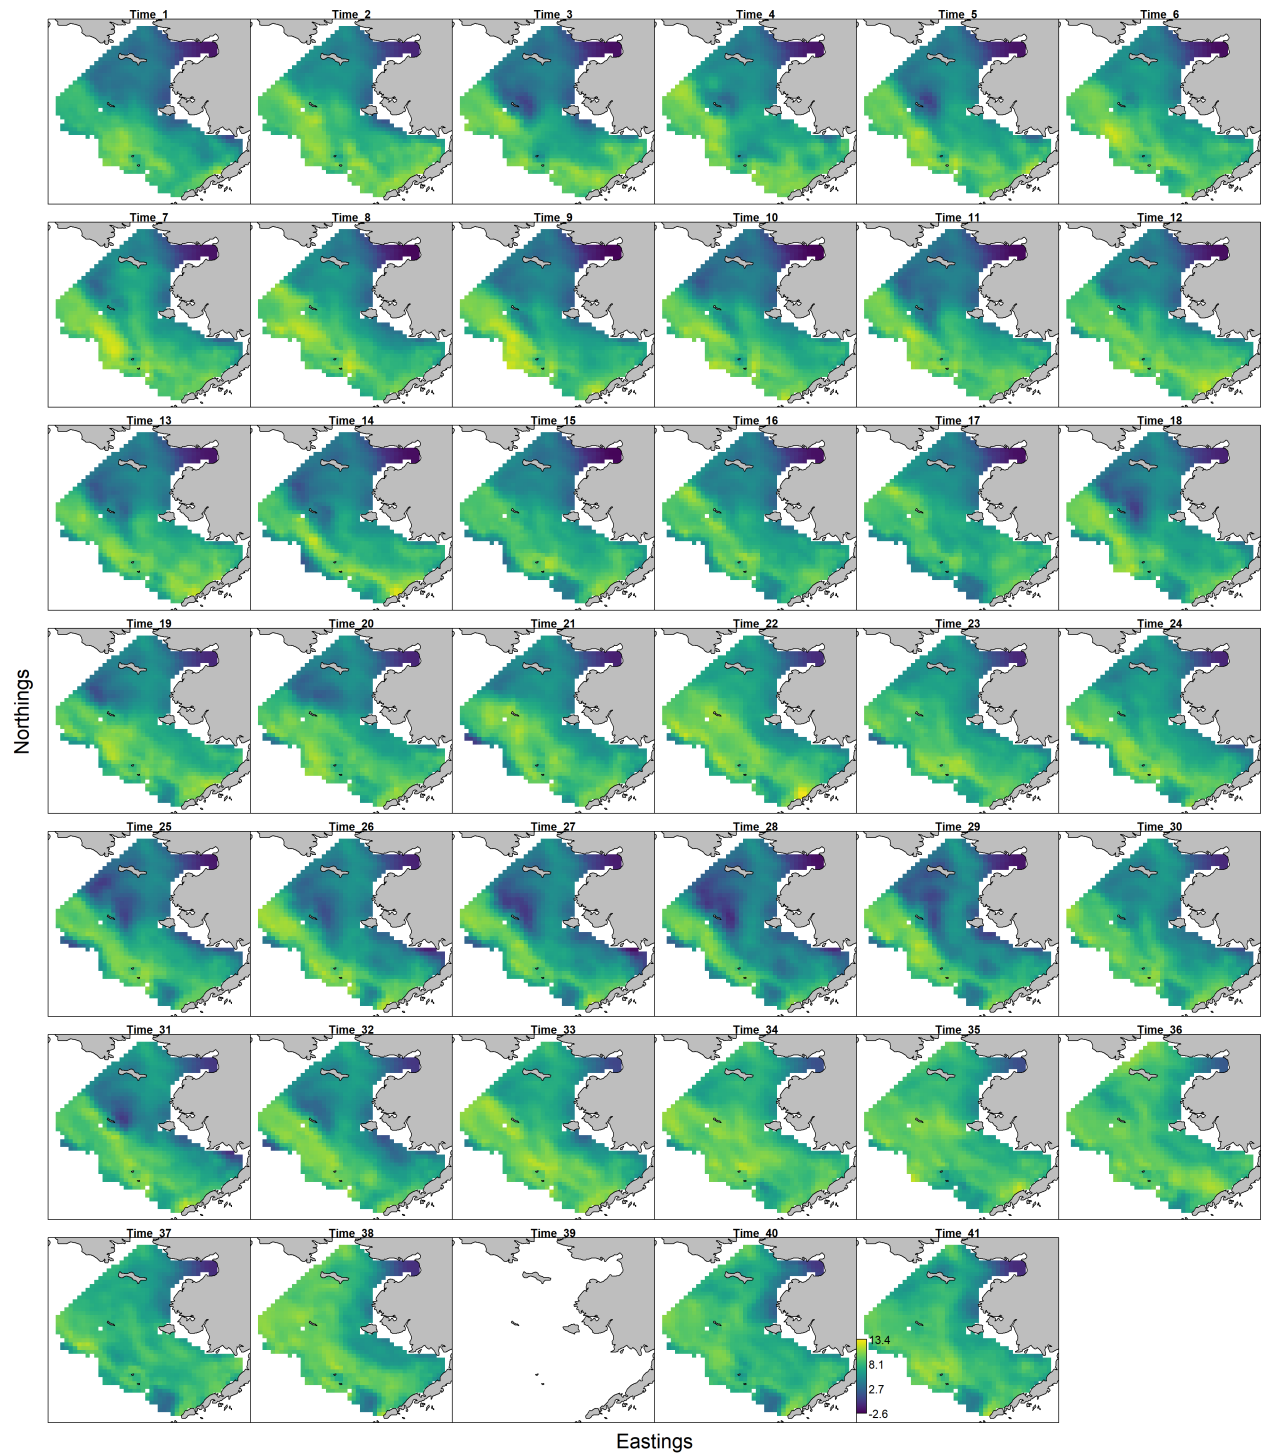 Time_1 Time_2 Time_3 Time_4 Time_5 Time_6
Time_7 Time_8 Time_9 Time_10 Time_11 Time_12
Time_13 Time_14 Time_15 Time_16 Time_17 Time_18
Time_19 Time_20 Time_21 Time_22 Time_23 Time_24
Northings
Time_25 Time_26 Time_27 Time_28 Time_29 Time_30
Time_31 Time_32 Time_33 Time_34 Time_35 Time_36
Time_37 Time_38 Time_39 Time_40 Time_41
13.4
8.1
2.7
-2.6
Eastings